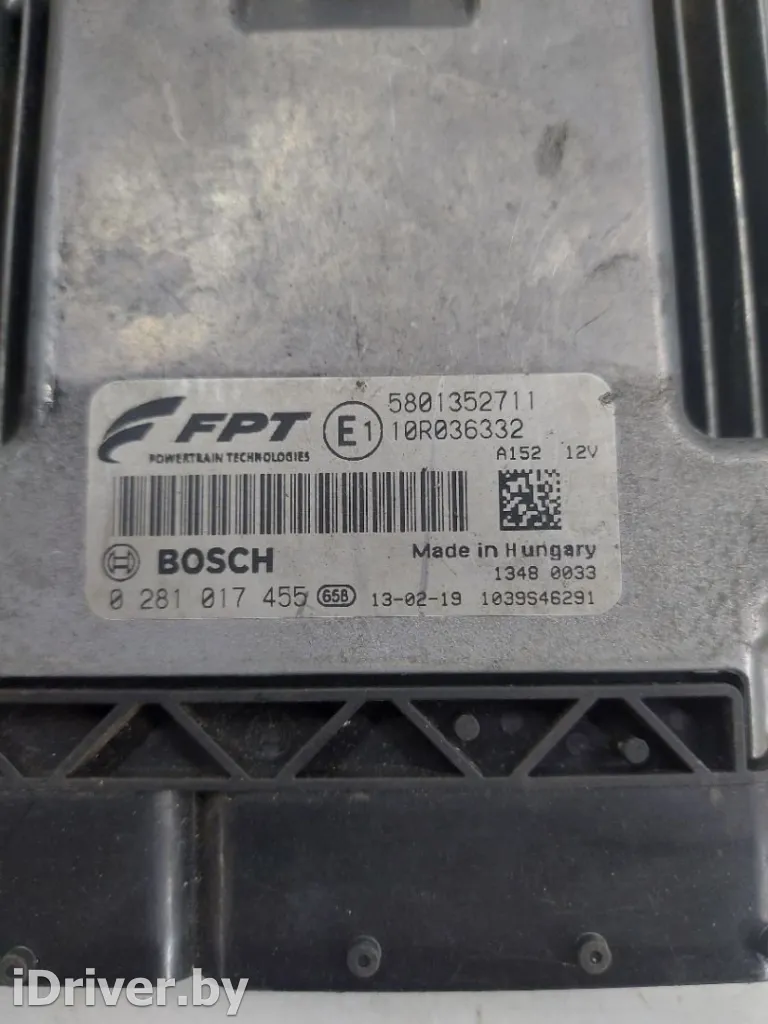 FPT
POWERTRAIN TECHNOLOGIES
E1
5801352711
10R036332
A152 12V
BOSCH
Made in Hungary
1348 0033
0 281 017 455 65B 13-02-19 1039S46291
iDriver.by